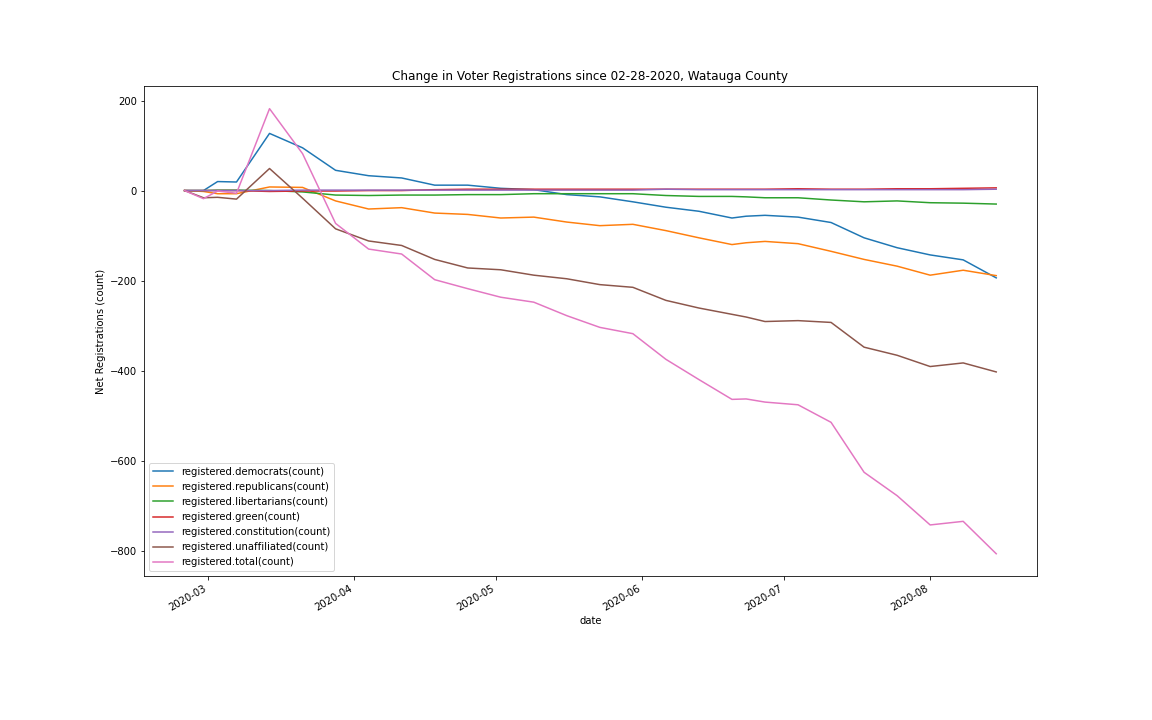 Change in Voter Registrations since 02-28-2020, Watauga County
200
0
−200
−400
−600
−800
Net Registrations (count)
registered.democrats(count)
registered.republicans(count)
registered.libertarians(count)
registered.green(count)
registered.constitution(count)
registered.unaffiliated(count)
registered.total(count)
2020-03
2020-04
2020-05
2020-06
2020-07
2020-08
date